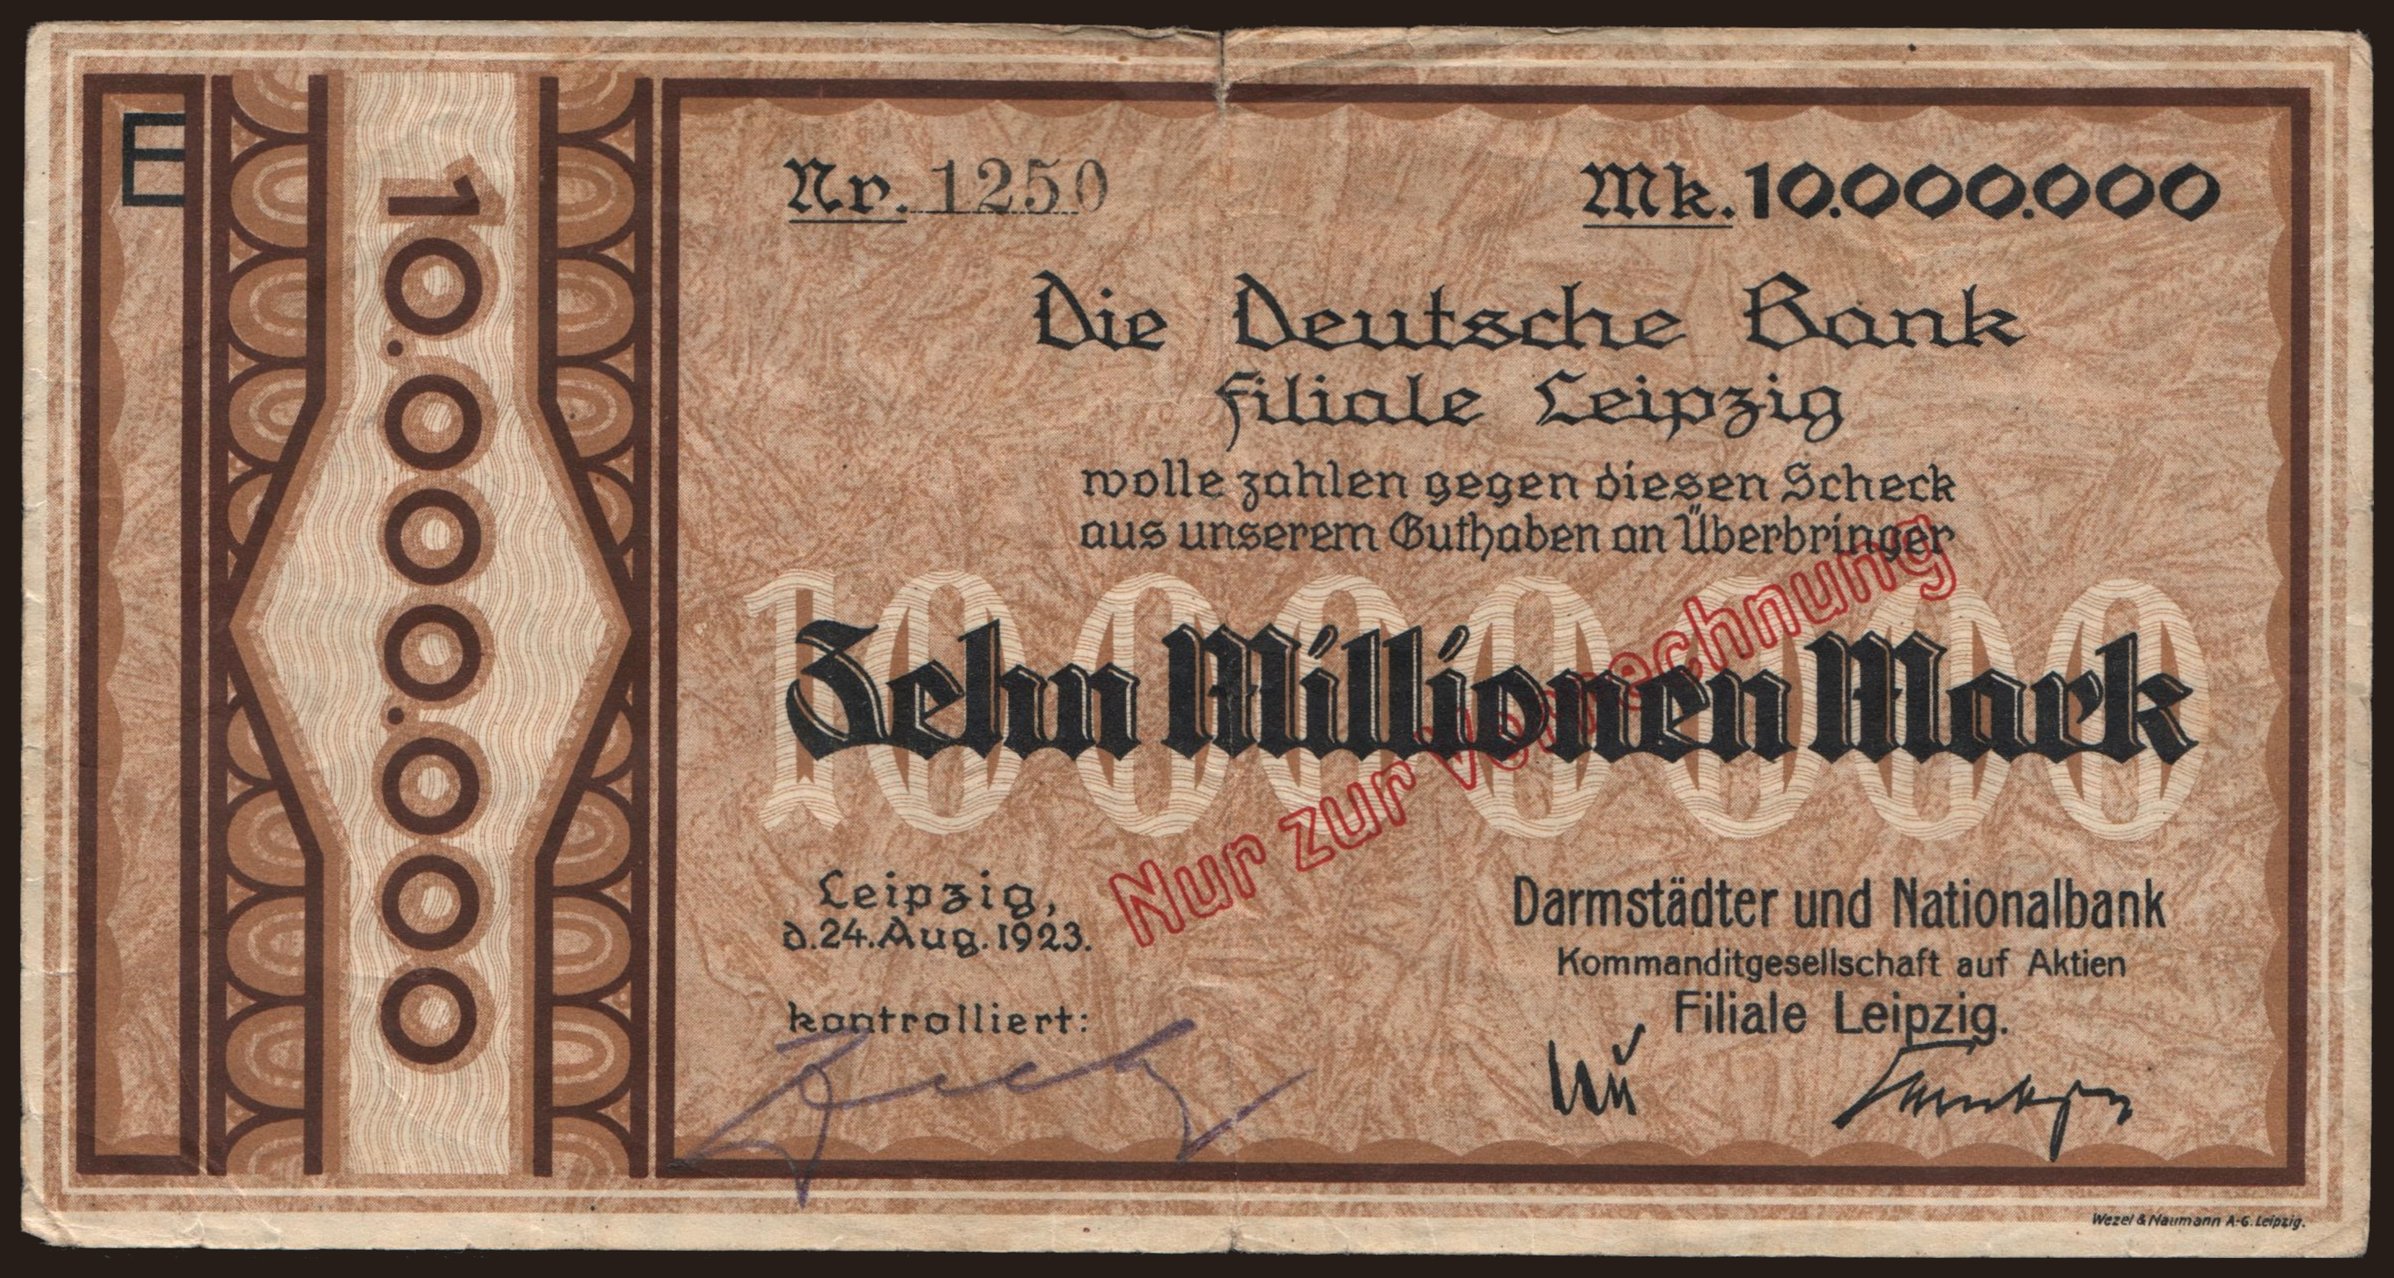 E
10.000.000
Nr. 1250
Mk. 10.000.000
Die Deutsche Bank
Filiale Leipzig
wolle zahlen gegen diesen Scheck
aus unserem Guthaben an Überbringer
10000000
Zehn Millionen Mark
Nur zur Verrechnung
Leipzig,
d. 24. Aug. 1923.
kontrolliert:
Darmstädter und Nationalbank
Kommanditgesellschaft auf Aktien
Filiale Leipzig.
Wezel & Naumann A-G. Leipzig.